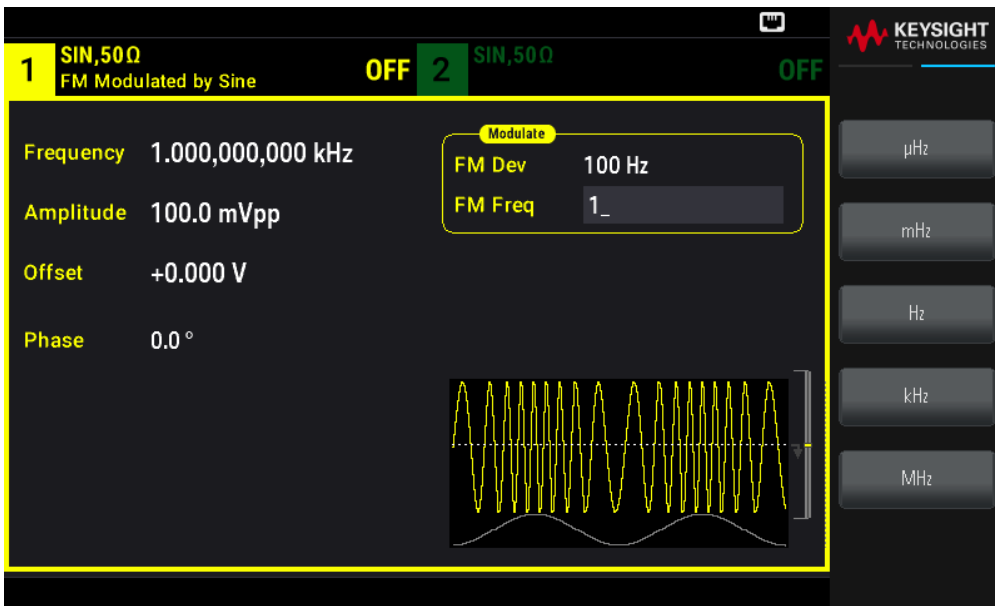 KEYSIGHT
TECHNOLOGIES
1 SIN,50Ω
FM Modulated by Sine OFF
2 SIN,50Ω OFF
Frequency 1.000,000,000 kHz
Amplitude 100.0 mVpp
Offset +0.000 V
Phase 0.0 °
Modulate
FM Dev 100 Hz
FM Freq 1_
µHz
mHz
Hz
kHz
MHz